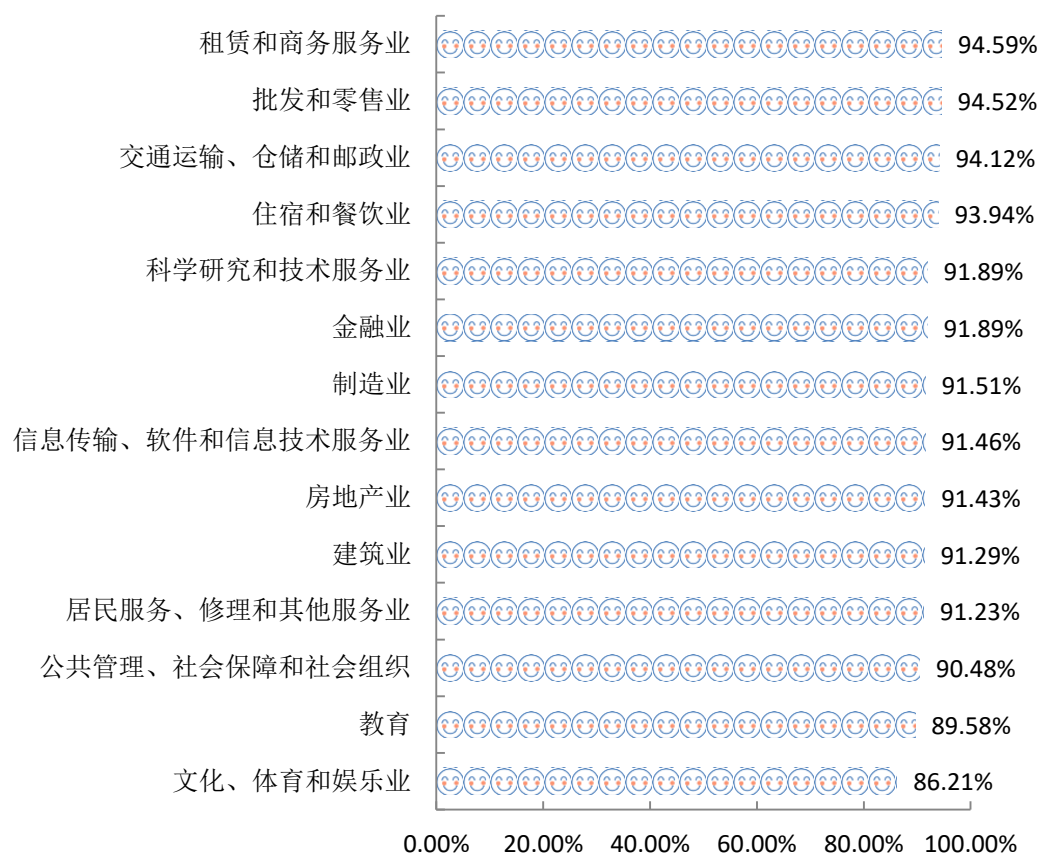 租赁和商务服务业 94.59%
批发和零售业 94.52%
交通运输、仓储和邮政业 94.12%
住宿和餐饮业 93.94%
科学研究和技术服务业 91.89%
金融业 91.89%
制造业 91.51%
信息传输、软件和信息技术服务业 91.46%
房地产业 91.43%
建筑业 91.29%
居民服务、修理和其他服务业 91.23%
公共管理、社会保障和社会组织 90.48%
教育 89.58%
文化、体育和娱乐业 86.21%
0.00% 20.00% 40.00% 60.00% 80.00% 100.00%